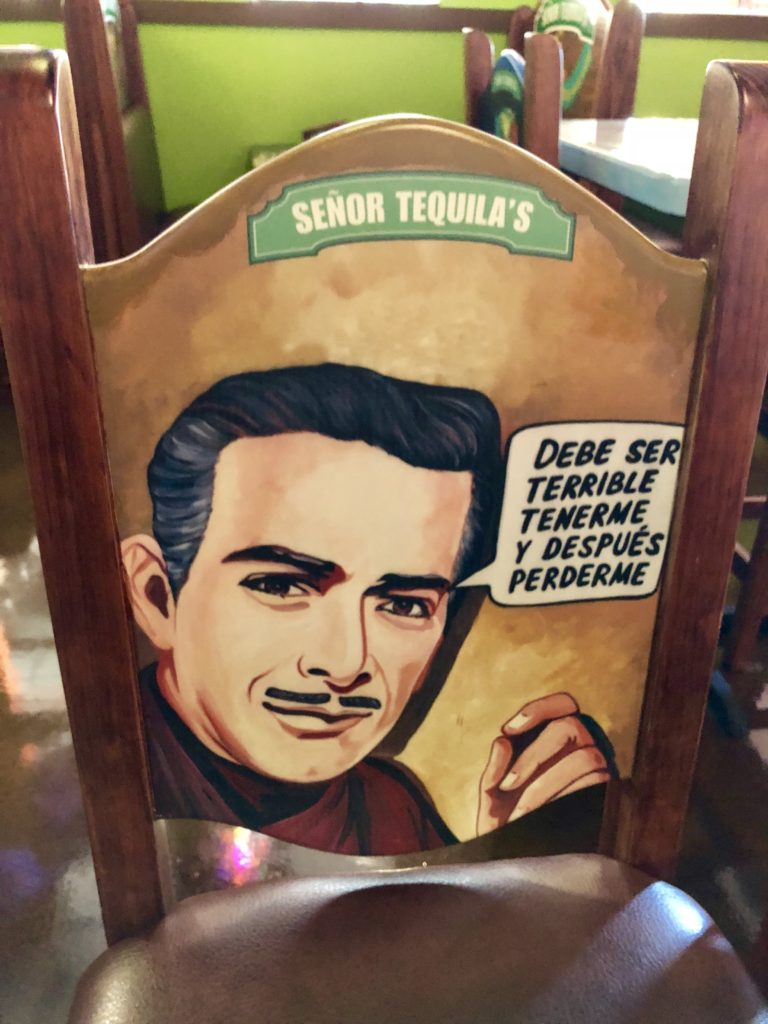 SEÑOR TEQUILA'S
DEBE SER
TERRIBLE
TENERME
Y DESPUÉS
PERDERME